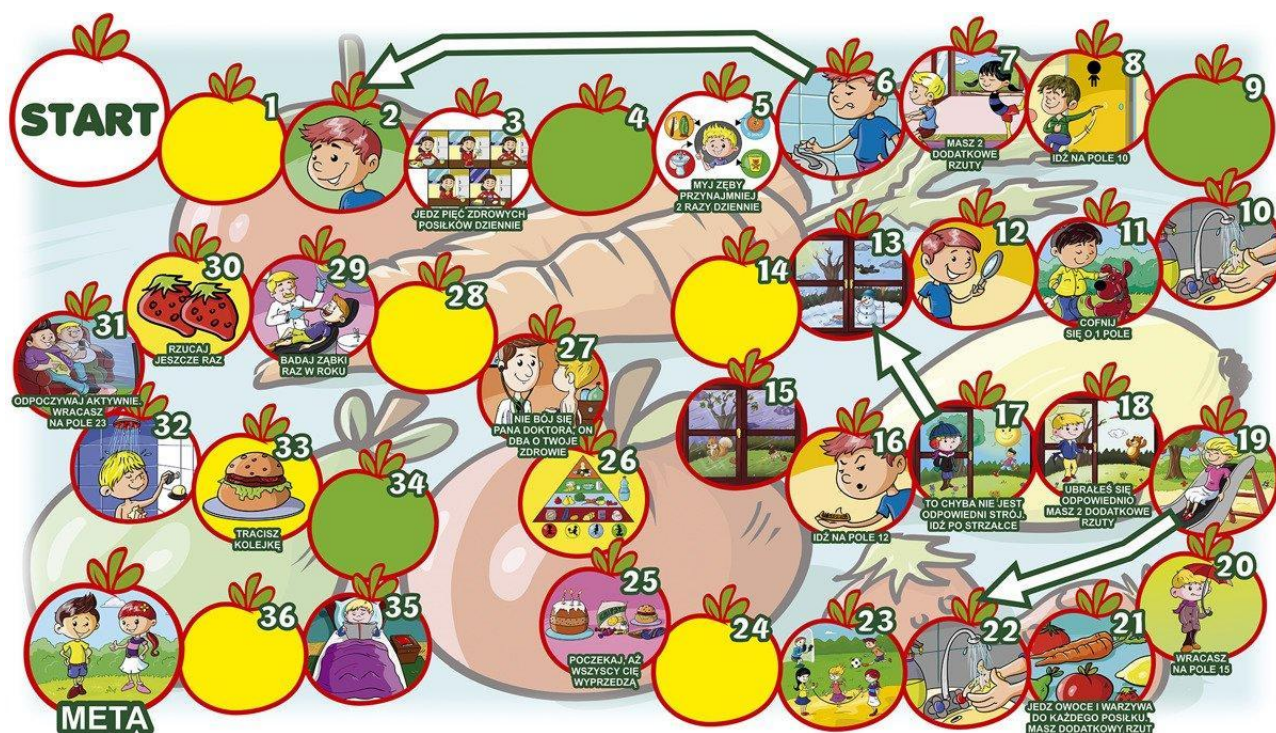 START
1
2
3
JEDZ PIĘĆ ZDROWYCH
POSIŁKÓW DZIENNIE
4
5
MYJ ZĘBY
PRZYNAJMNIEJ
2 RAZY DZIENNIE
6
7
MASZ 2
DODATKOWE
RZUTY
8
IDŹ NA POLE 10
9
10
11
COFNIJ
SIĘ O 1 POLE
12
13
14
15
16
IDŹ NA POLE 12
17
TO CHYBA NIE JEST
ODPOWIEDNI STRÓJ
IDŹ PO STRZAŁCE
18
UBRAŁEŚ SIĘ
ODPOWIEDNIO
MASZ 2 DODATKOWE
RZUTY
19
20
WRACASZ
NA POLE 15
21
JEDZ OWOCE I WARZYWA
DO KAŻDEGO POSIŁKU.
MASZ DODATKOWY RZUT
22
23
24
25
POCZEKAJ, AŻ
WSZYSCY CIĘ
WYPRZEDZĄ
26
27
NIE BÓJ SIĘ
PANA DOKTORA, ON
DBA O TWOJE
ZDROWIE
28
29
BADAJ ZĄBKI
RAZ W ROKU
30
RZUCAJ
JESZCZE RAZ
31
ODPOCZYWAJ AKTYWNIE.
WRACASZ
NA POLE 23
32
33
TRACISZ
KOLEJKĘ
34
35
36
META